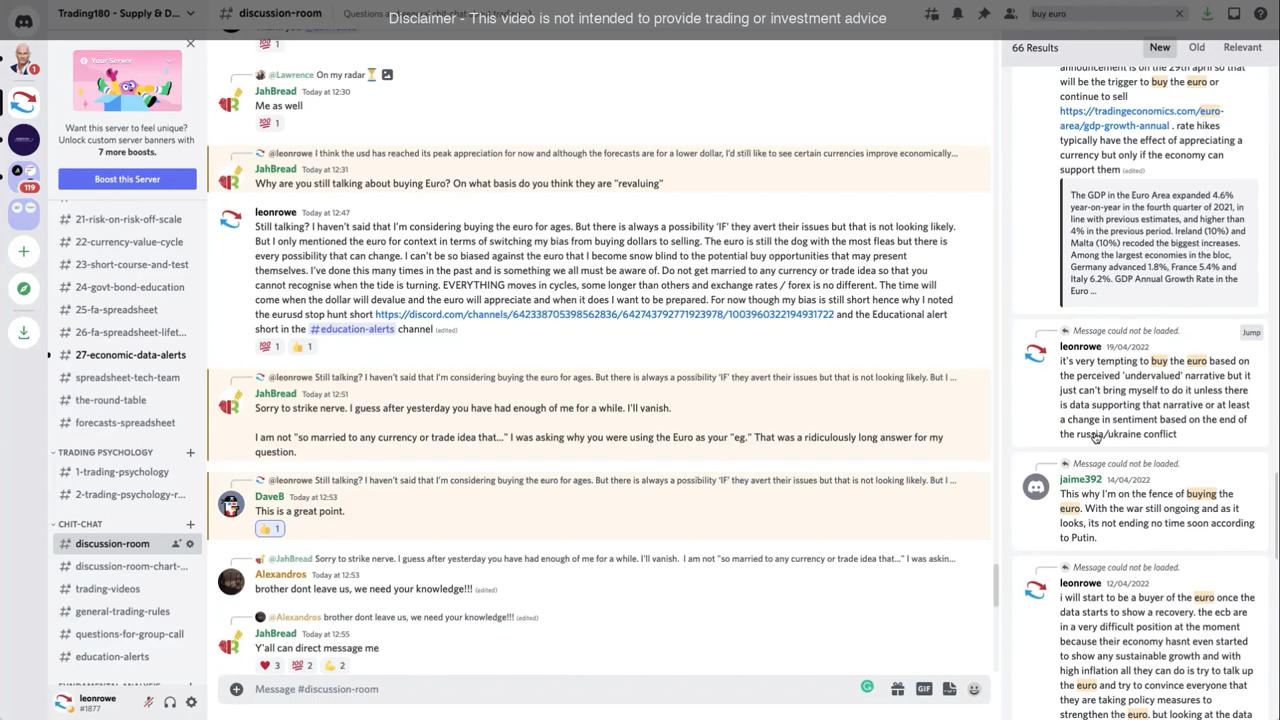 Disclaimer - This video is not intended to provide trading or investment advice
Trading180 - Supply & D...
discussion-room
buy euro
1
119
Your Server
Want this server to feel unique?
Unlock custom server banners with
7 more boosts.
Boost this Server
21-risk-on-risk-off-scale
22-currency-value-cycle
23-short-course-and-test
24-govt-bond-education
25-fa-spreadsheet
26-fa-spreadsheet-lifet...
27-economic-data-alerts
spreadsheet-tech-team
the-round-table
forecasts-spreadsheet
TRADING PSYCHOLOGY
1-trading-psychology
2-trading-psychology-r...
CHIT-CHAT
discussion-room
discussion-room-chart-...
trading-videos
general-trading-rules
questions-for-group-call
education-alerts
leonrowe
#1877
1
@Lawrence On my radar
JahBread Today at 12:30
Me as well
1
@leonrowe I think the usd has reached its peak appreciation for now and although the forecasts are for a lower dollar, I'd still like to see certain currencies improve economically...
JahBread Today at 12:31
Why are you still talking about buying Euro? On what basis do you think they are "revaluing"
leonrowe Today at 12:47
Still talking? I haven't said that I'm considering buying the euro for ages. But there is always a possibility 'IF' they avert their issues but that is not looking likely.
But I only mentioned the euro for context in terms of switching my bias from buying dollars to selling. The euro is still the dog with the most fleas but there is
every possibility that can change. I can't be so biased against the euro that I become snow blind to the potential buy opportunities that may present
themselves. I've done this many times in the past and is something we all must be aware of. Do not get married to any currency or trade idea so that you
cannot recognise when the tide is turning. EVERYTHING moves in cycles, some longer than others and exchange rates / forex is no different. The time will
come when the dollar will devalue and the euro will appreciate and when it does I want to be prepared. For now though my bias is still short hence why I noted
the eurusd stop hunt short https://discord.com/channels/642338705398562836/642743792771923978/1003960322194931722 and the Educational alert
short in the #education-alerts channel (edited)
1 1
@leonrowe Still talking? I haven't said that I'm considering buying the euro for ages. But there is always a possibility 'IF' they avert their issues but that is not looking likely. But I ...
JahBread Today at 12:51
Sorry to strike nerve. I guess after yesterday you have had enough of me for a while. I'll vanish.
I am not "so married to any currency or trade idea that..." I was asking why you were using the Euro as your "eg." That was a ridiculously long answer for my
question.
@leonrowe Still talking? I haven't said that I'm considering buying the euro for ages. But there is always a possibility 'IF' they avert their issues but that is not looking likely. But I ...
DaveB Today at 12:53
This is a great point.
1
@JahBread Sorry to strike nerve. I guess after yesterday you have had enough of me for a while. I'll vanish. I am not "so married to any currency or trade idea that..." I was askin...
Alexandros Today at 12:53
brother dont leave us, we need your knowledge!!! (edited)
@Alexandros brother dont leave us, we need your knowledge!!! (edited)
JahBread Today at 12:55
Y'all can direct message me
3 2 2
Message #discussion-room
GIF
66 Results
New
Old
Relevant
announcement is on the 29th april so that
will be the trigger to buy the euro or
continue to sell
https://tradingeconomics.com/euro-
area/gdp-growth-annual . rate hikes
typically have the effect of appreciating a
currency but only if the economy can
support them (edited)
The GDP in the Euro Area expanded 4.6%
year-on-year in the fourth quarter of 2021, in
line with previous estimates, and higher than
4% in the previous period. Ireland (10%) and
Malta (10%) recoded the biggest increases.
Among the largest economies in the bloc,
Germany advanced 1.8%, France 5.4% and
Italy 6.2%. GDP Annual Growth Rate in the
Euro ...
Message could not be loaded.
Jump
leonrowe 19/04/2022
it's very tempting to buy the euro based on
the perceived 'undervalued' narrative but it
just can't bring myself to do it unless there
is data supporting that narrative or at least
a change in sentiment based on the end of
the russia/ukraine conflict
Message could not be loaded.
jaime392 14/04/2022
This why I'm on the fence of buying the
euro. With the war still ongoing and as it
looks, its not ending no time soon according
to Putin.
Message could not be loaded.
leonrowe 12/04/2022
i will start to be a buyer of the euro once the
data starts to show a recovery. the ecb are
in a very difficult position at the moment
because their economy hasnt even started
to show any sustainable growth and with
high inflation all they can do is try to talk up
the euro and try to convince everyone that
they are taking policy measures to
strengthen the euro. but looking at the data